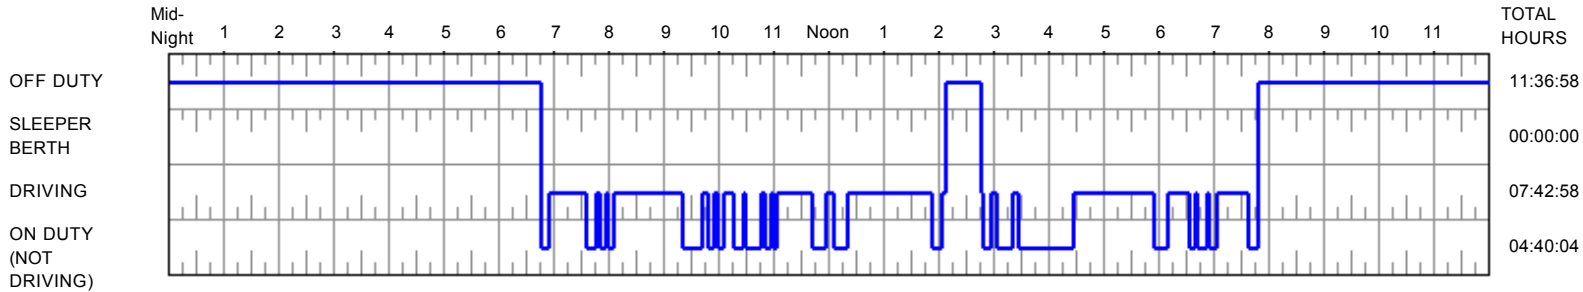 Mid-
Night 1 2 3 4 5 6 7 8 9 10 11 Noon 1 2 3 4 5 6 7 8 9 10 11
TOTAL
HOURS
OFF DUTY 11:36:58
SLEEPER
BERTH 00:00:00
DRIVING 07:42:58
ON DUTY
(NOT
DRIVING) 04:40:04